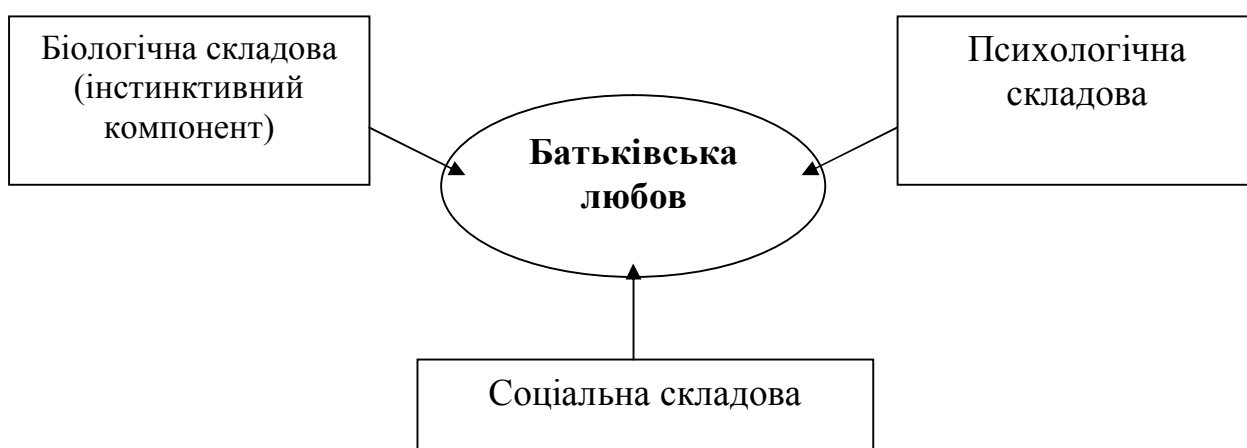 Біологічна складова
(інстинктивний
компонент)
Психологічна
складова
Батьківська
любов
Соціальна складова